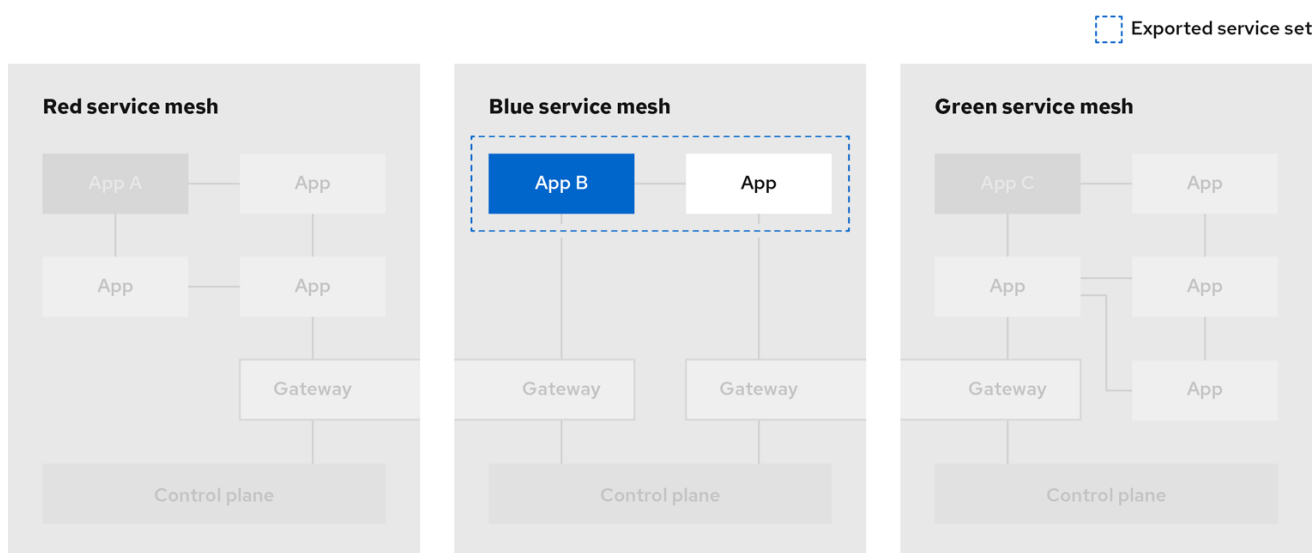 Exported service set
Red service mesh
App A
App
App
App
Gateway
Control plane
Blue service mesh
App B
App
Gateway
Gateway
Control plane
Green service mesh
App C
App
App
App
Gateway
App
Control plane